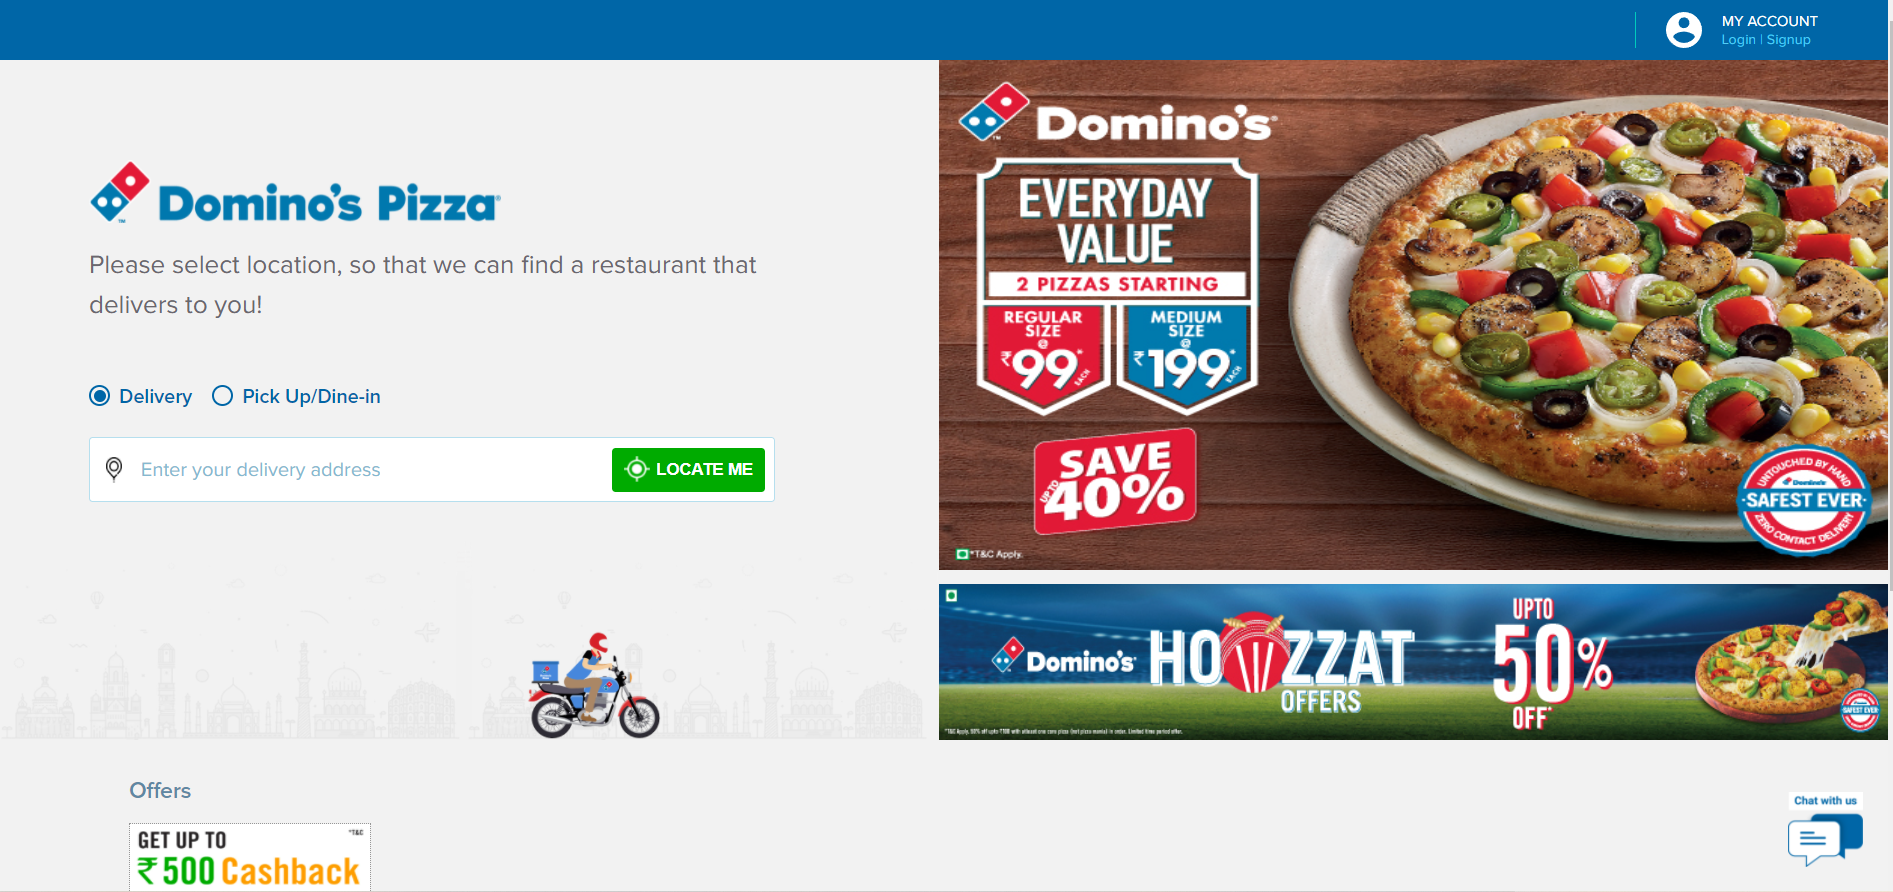 MY ACCOUNT
Login | Signup
Domino's Pizza
Please select location, so that we can find a restaurant that
delivers to you!
Delivery
Pick Up/Dine-in
Enter your delivery address
LOCATE ME
Domino's
EVERYDAY
VALUE
2 PIZZAS STARTING
REGULAR
SIZE
@
₹99*
EACH
MEDIUM
SIZE
@
₹199*
EACH
SAVE
UPTO
40%
*T&C Apply.
UNTOUCHED BY HAND
Domino's
SAFEST EVER
ZERO CONTACT DELIVERY
Domino's
HOWZZAT
OFFERS
UPTO
50%
OFF*
SAFEST EVER
Offers
GET UP TO
*T&C
₹500 Cashback
Chat with us